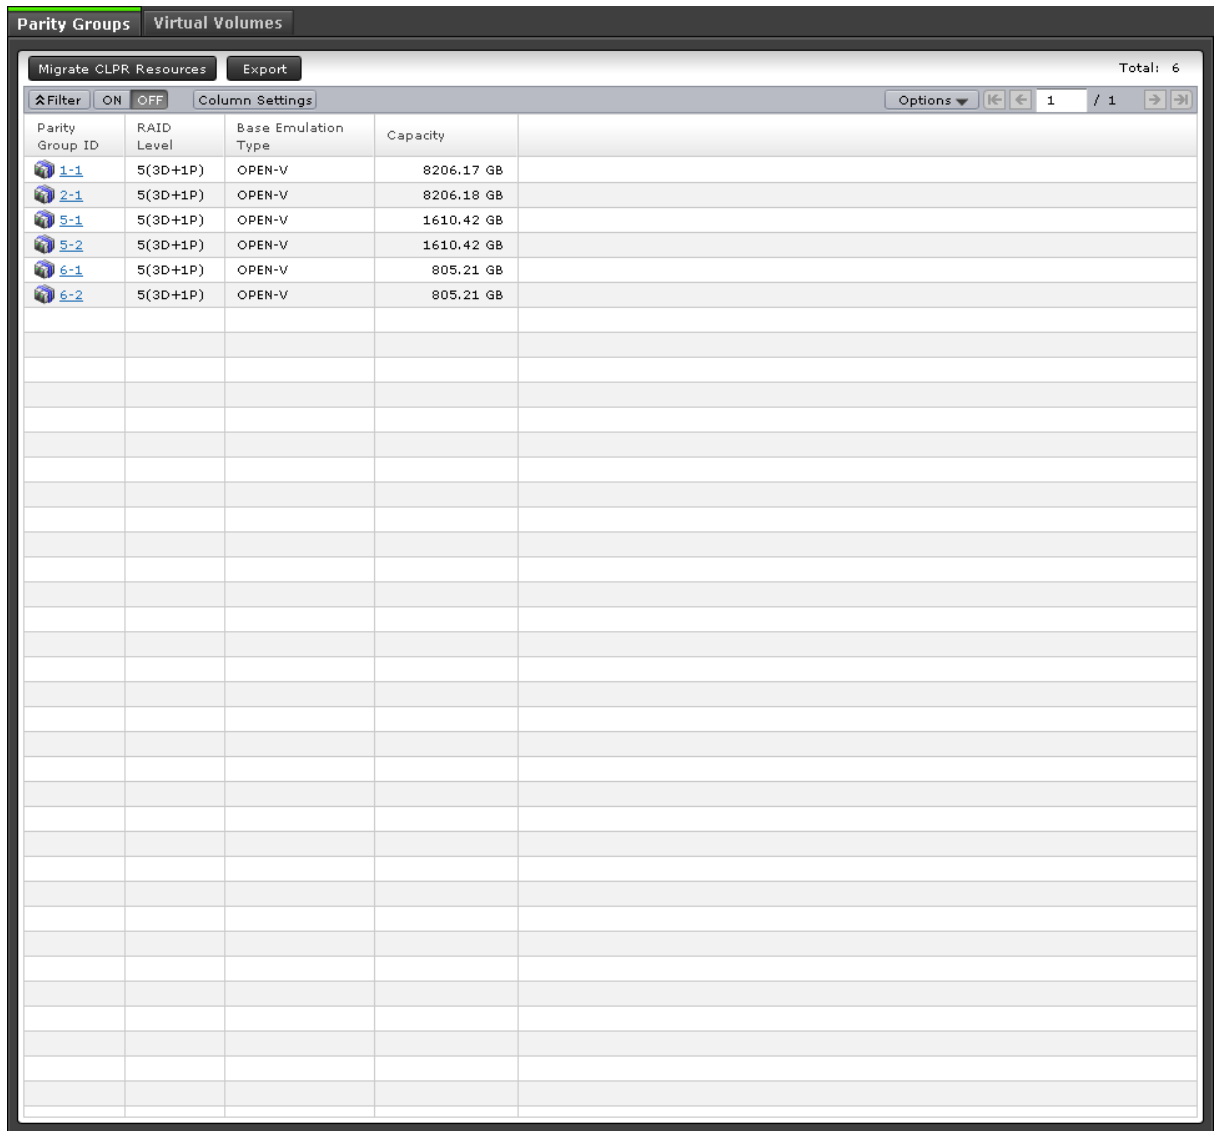 Parity Groups Virtual Volumes
Migrate CLPR Resources Export Total: 6
Filter ON OFF Column Settings Options 1 / 1
Parity Group ID RAID Level Base Emulation Type Capacity
1-1 5(3D+1P) OPEN-V 8206.17 GB
2-1 5(3D+1P) OPEN-V 8206.18 GB
5-1 5(3D+1P) OPEN-V 1610.42 GB
5-2 5(3D+1P) OPEN-V 1610.42 GB
6-1 5(3D+1P) OPEN-V 805.21 GB
6-2 5(3D+1P) OPEN-V 805.21 GB